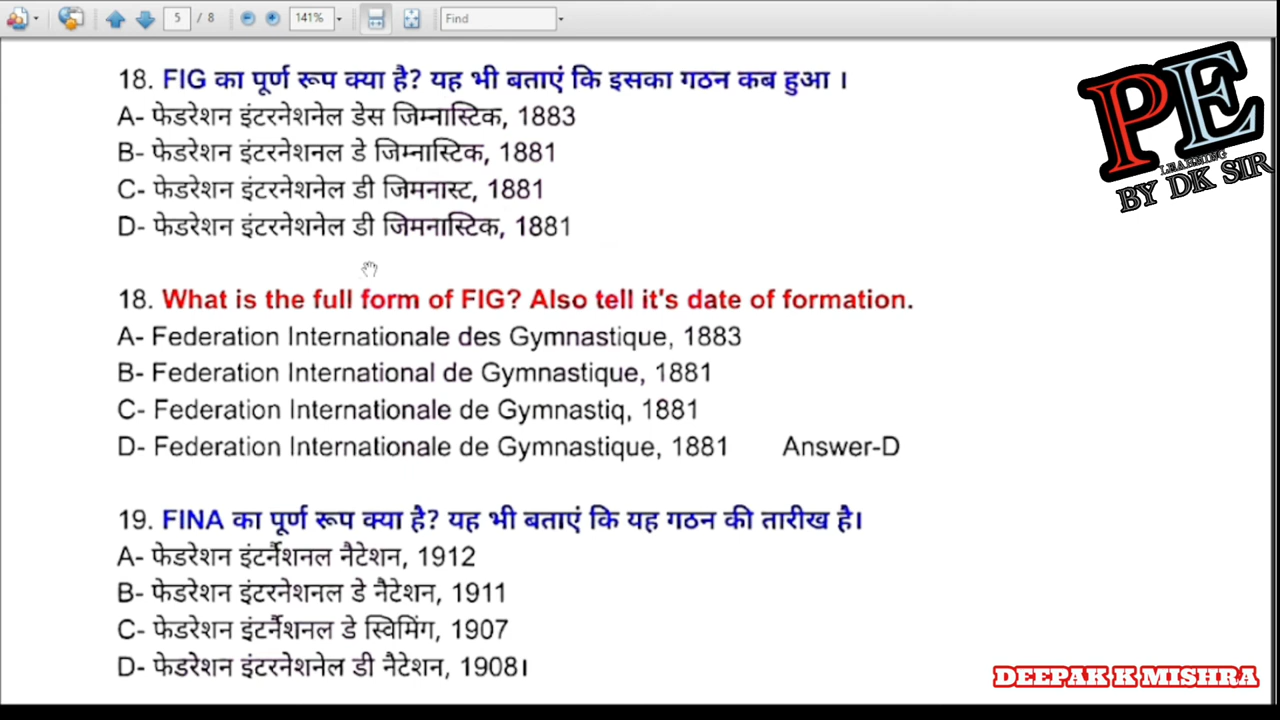 5 / 8 141% Find
18. FIG का पूर्ण रूप क्या है? यह भी बताएं कि इसका गठन कब हुआ ।
A- फेडरेशन इंटरनेशनेल डेस जिम्नास्टिक, 1883
B- फेडरेशन इंटरनेशनल डे जिम्नास्टिक, 1881
C- फेडरेशन इंटरनेशनेल डी जिमनास्ट, 1881
D- फेडरेशन इंटरनेशनेल डी जिमनास्टिक, 1881
18. What is the full form of FIG? Also tell it's date of formation.
A- Federation Internationale des Gymnastique, 1883
B- Federation International de Gymnastique, 1881
C- Federation Internationale de Gymnastiq, 1881
D- Federation Internationale de Gymnastique, 1881 Answer-D
19. FINA का पूर्ण रूप क्या है? यह भी बताएं कि यह गठन की तारीख है।
A- फेडरेशन इंटर्नैशनल नैटेशन, 1912
B- फेडरेशन इंटरनेशनल डे नैटेशन, 1911
C- फेडरेशन इंटर्नैशनल डे स्विमिंग, 1907
D- फेडरेशन इंटरनेशनेल डी नैटेशन, 1908।
PE
LEARNING
BY DK SIR
DEEPAK K MISHRA